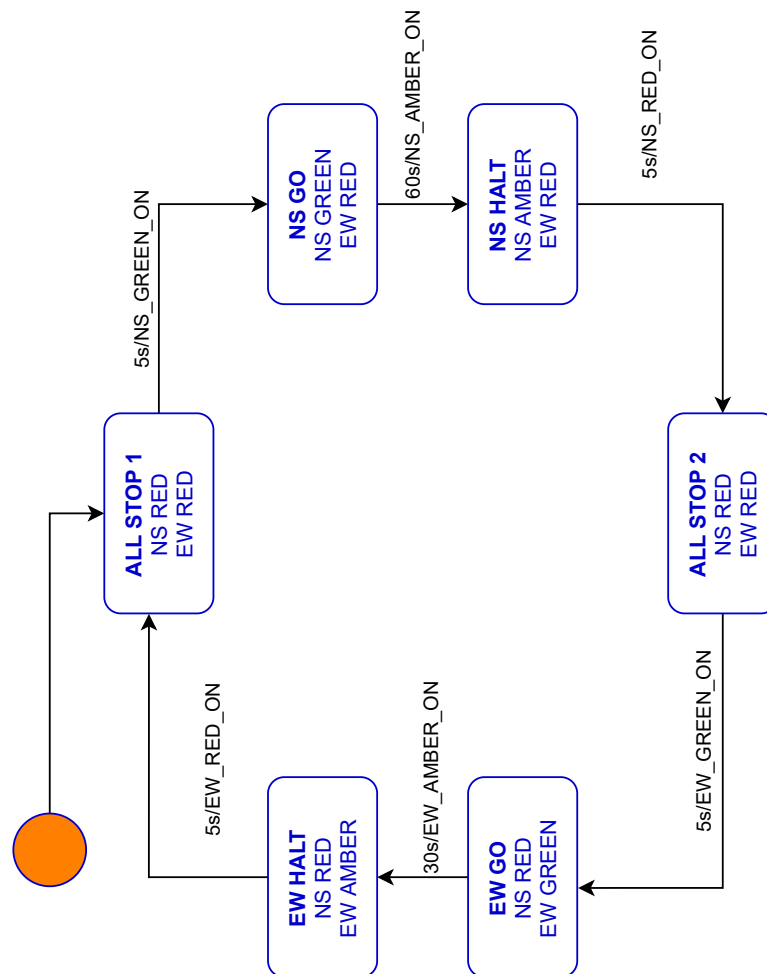 5s/NS_GREEN_ON
60s/NS_AMBER_ON
5s/NS_RED_ON
NS GO
NS GREEN
EW RED
NS HALT
NS AMBER
EW RED
ALL STOP 1
NS RED
EW RED
ALL STOP 2
NS RED
EW RED
5s/EW_RED_ON
30s/EW_AMBER_ON
5s/EW_GREEN_ON
EW HALT
NS RED
EW AMBER
EW GO
NS RED
EW GREEN